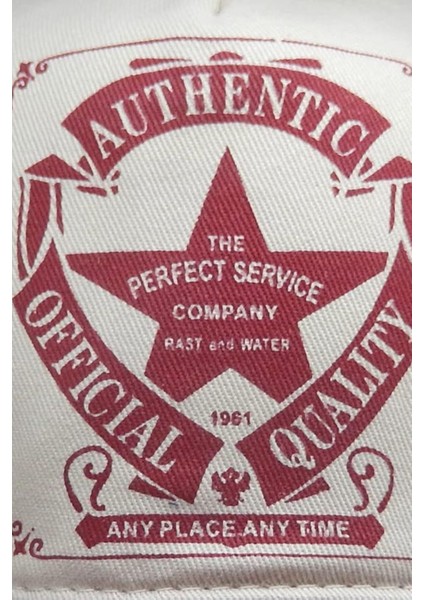 AUTHENTIC
OFFICIAL
QUALITY
THE
PERFECT SERVICE
COMPANY
RAST and WATER
1961
ANY PLACE.ANY TIME